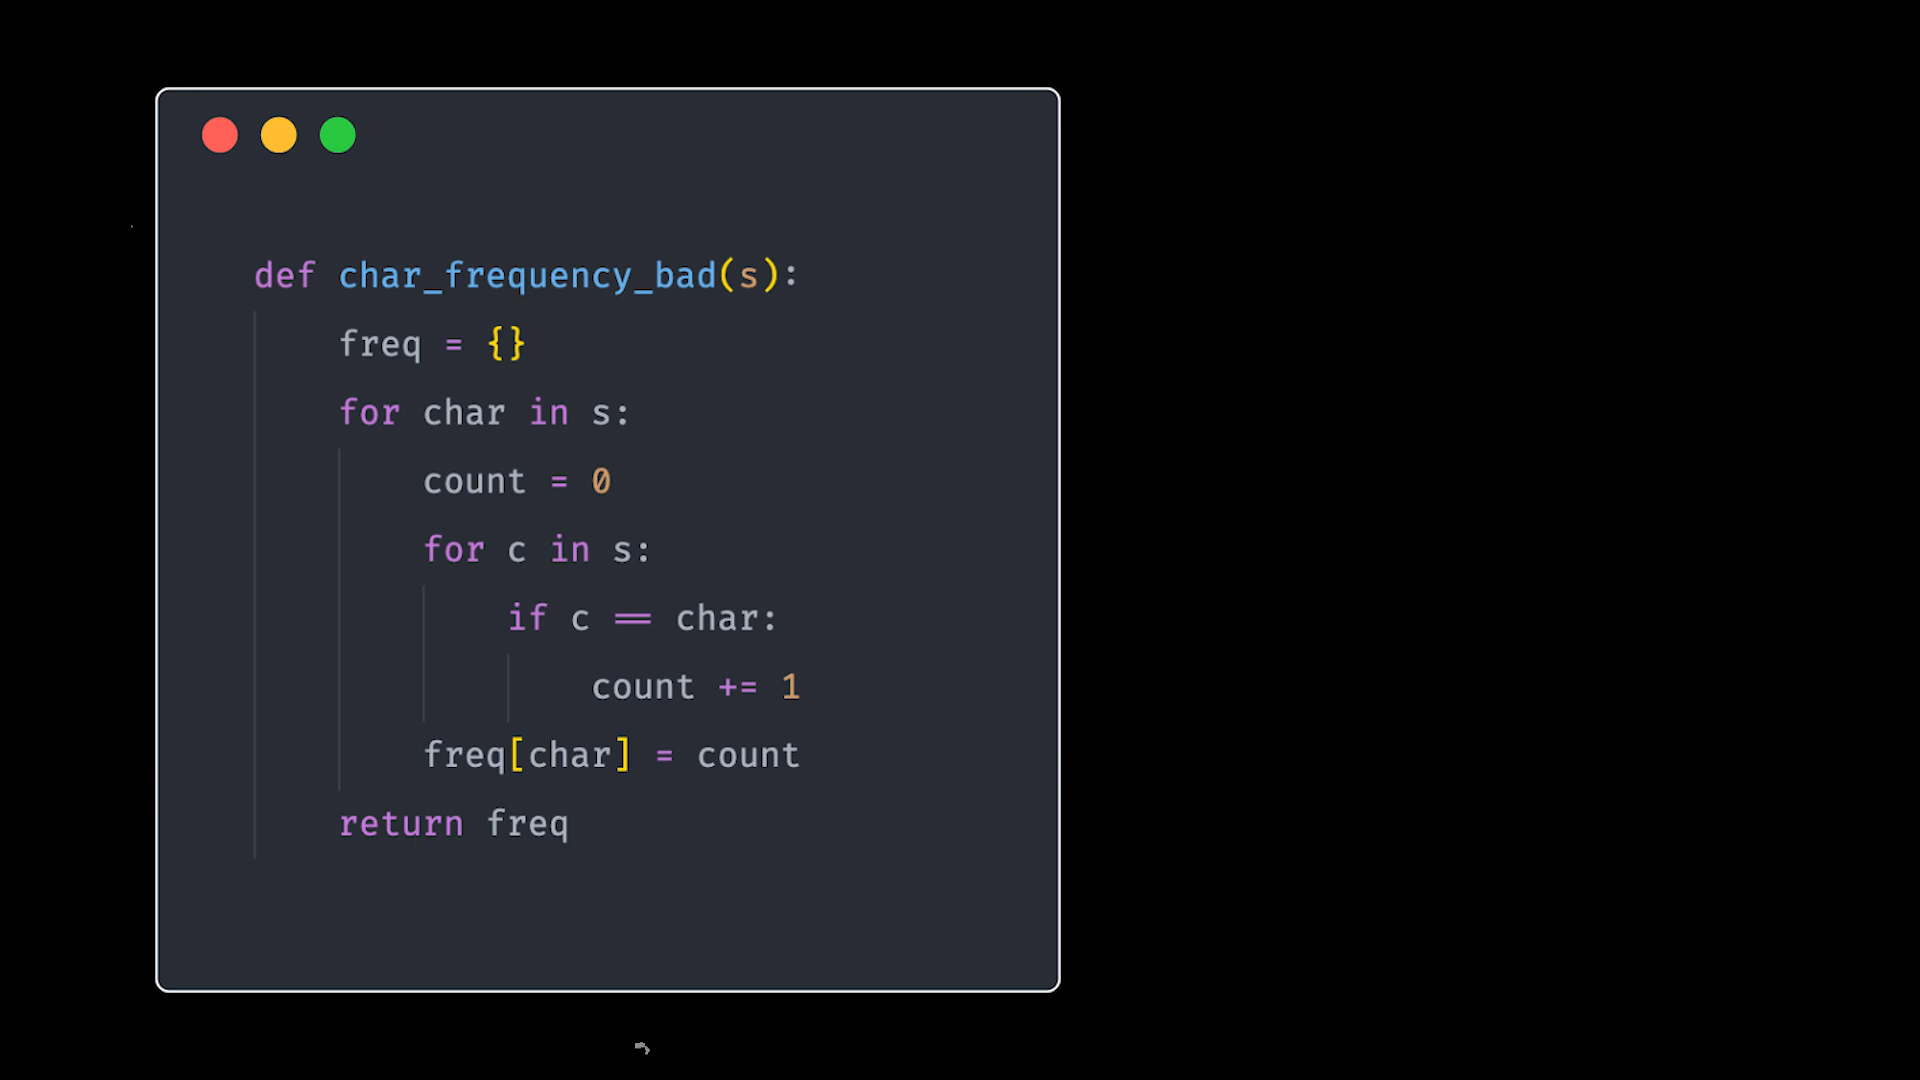 def char_frequency_bad(s):
    freq = {}
    for char in s:
        count = 0
        for c in s:
            if c == char:
                count += 1
        freq[char] = count
    return freq